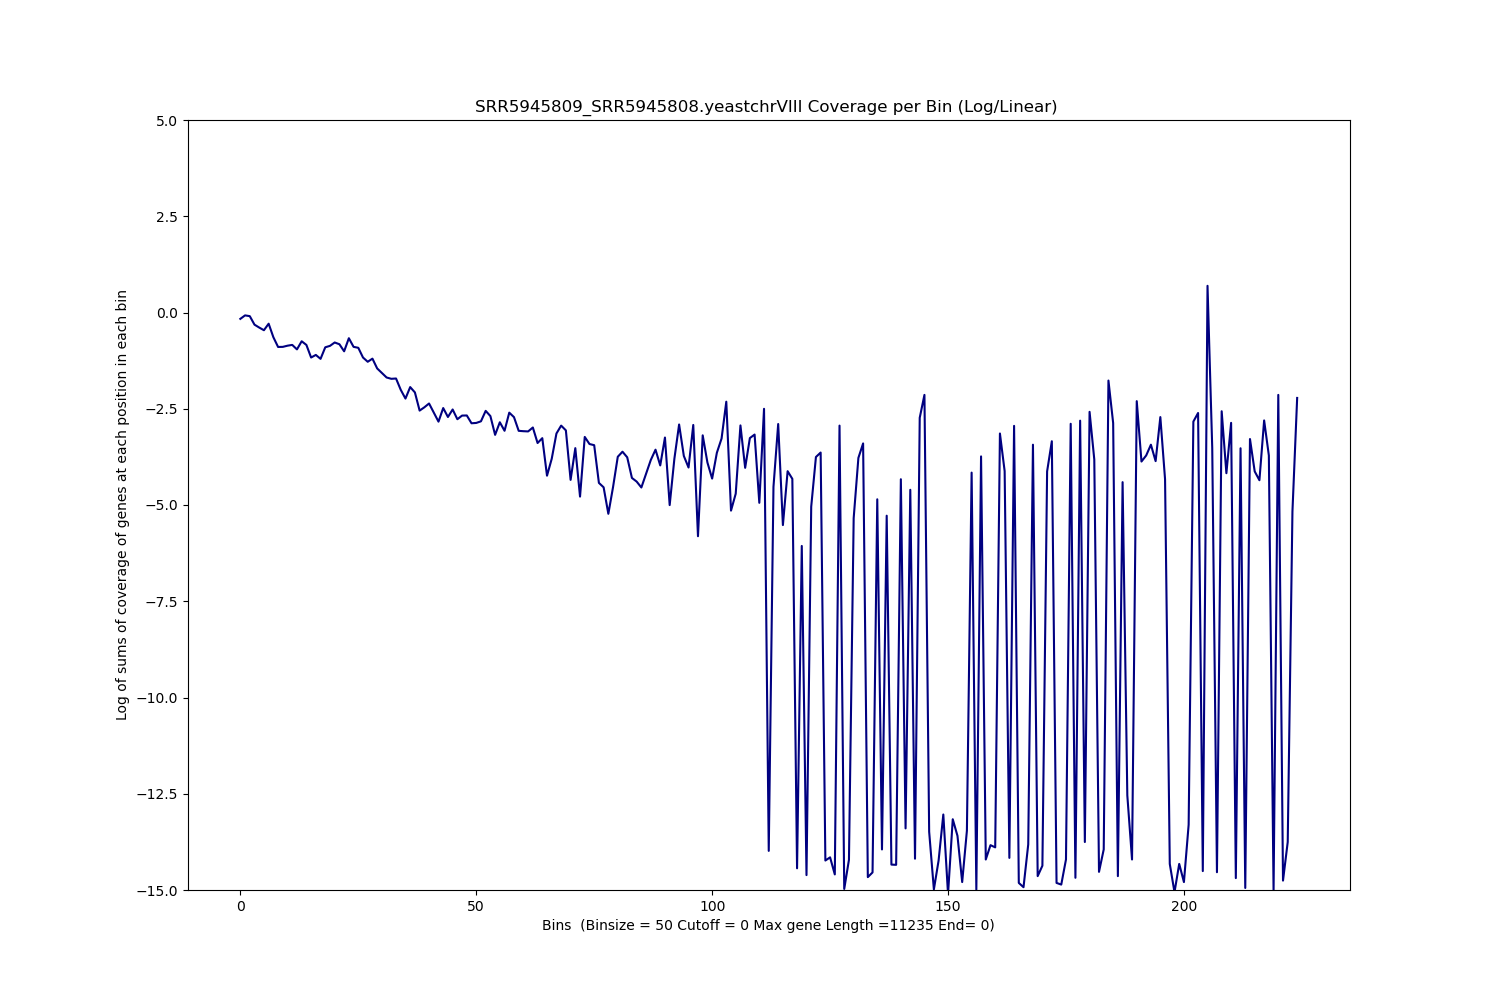 SRR5945809_SRR5945808.yeastchrVIII Coverage per Bin (Log/Linear)
5.0
2.5
0.0
−2.5
−5.0
−7.5
−10.0
−12.5
−15.0
Log of sums of coverage of genes at each position in each bin
0 50 100 150 200
Bins  (Binsize = 50 Cutoff = 0 Max gene Length =11235 End= 0)